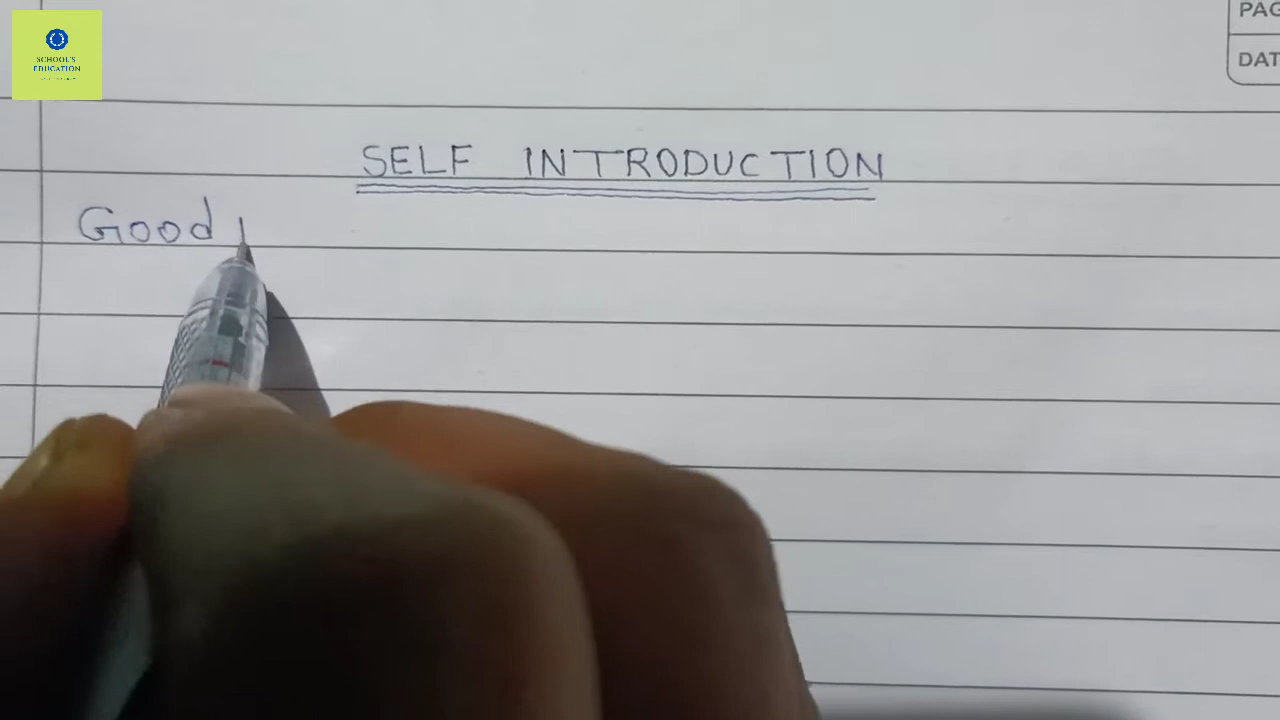 SCHOOL'S
EDUCATION
PAG
DAT
SELF INTRODUCTION
Good